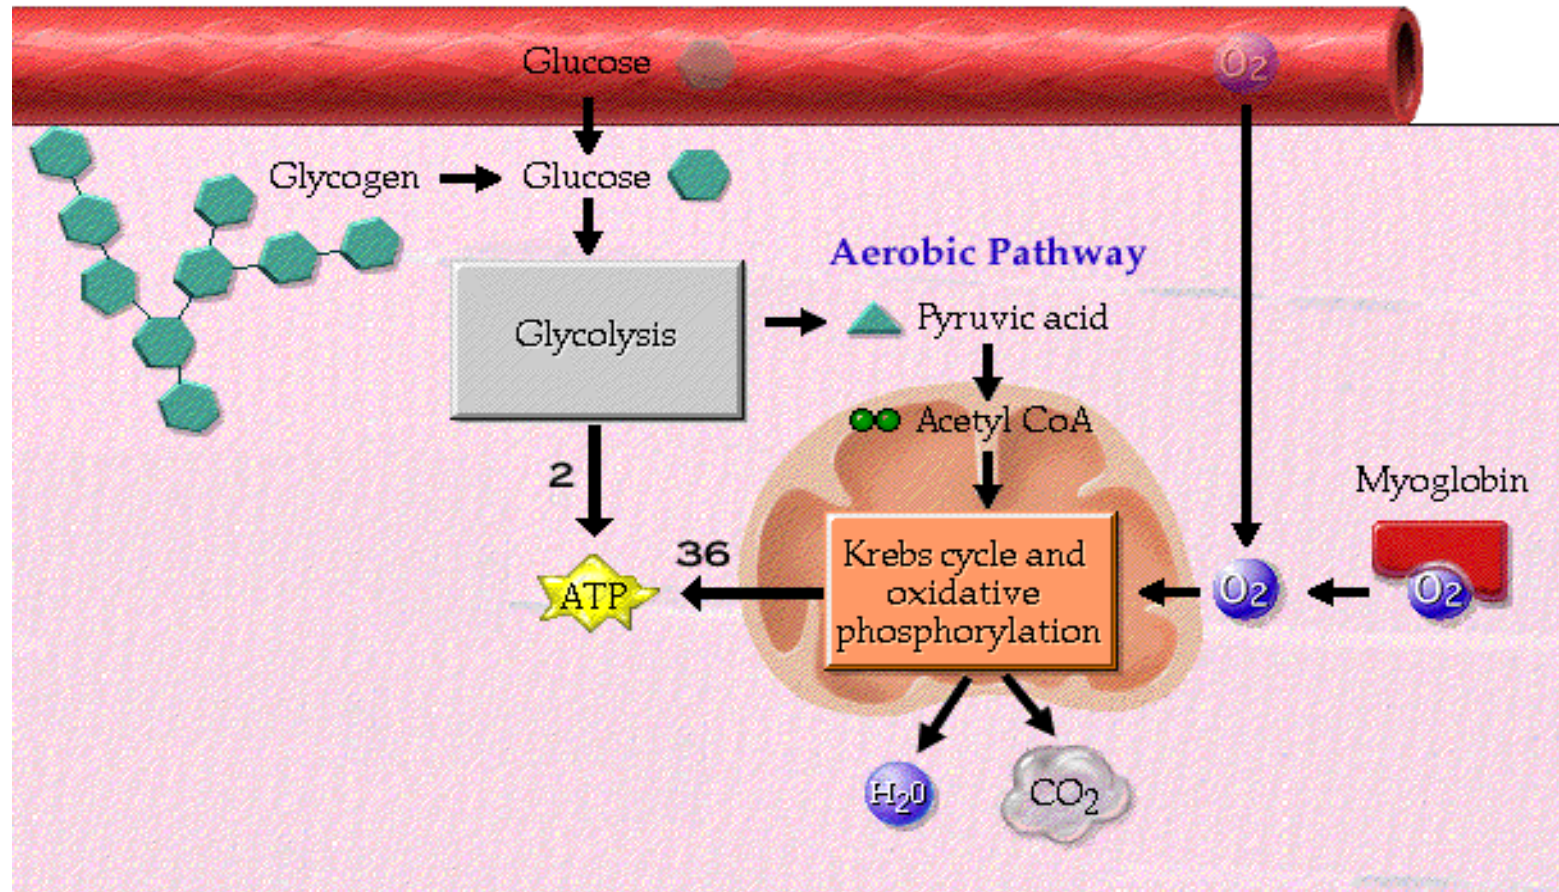 Glucose
O2
Glycogen
Glucose
Aerobic Pathway
Glycolysis
Pyruvic acid
Acetyl CoA
2
Myoglobin
36
ATP
Krebs cycle and
oxidative
phosphorylation
O2
O2
H20
CO2